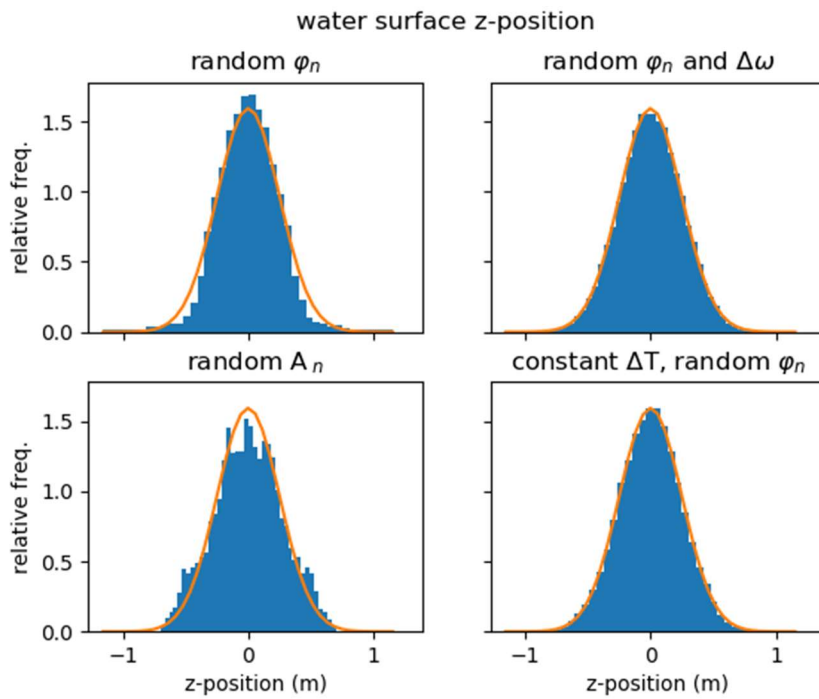 water surface z-position
random φₙ
random φₙ and Δω
relative freq.
1.5
1.0
0.5
0.0
random Aₙ
constant ΔT, random φₙ
relative freq.
1.5
1.0
0.5
0.0
−1 0 1
−1 0 1
z-position (m)
z-position (m)